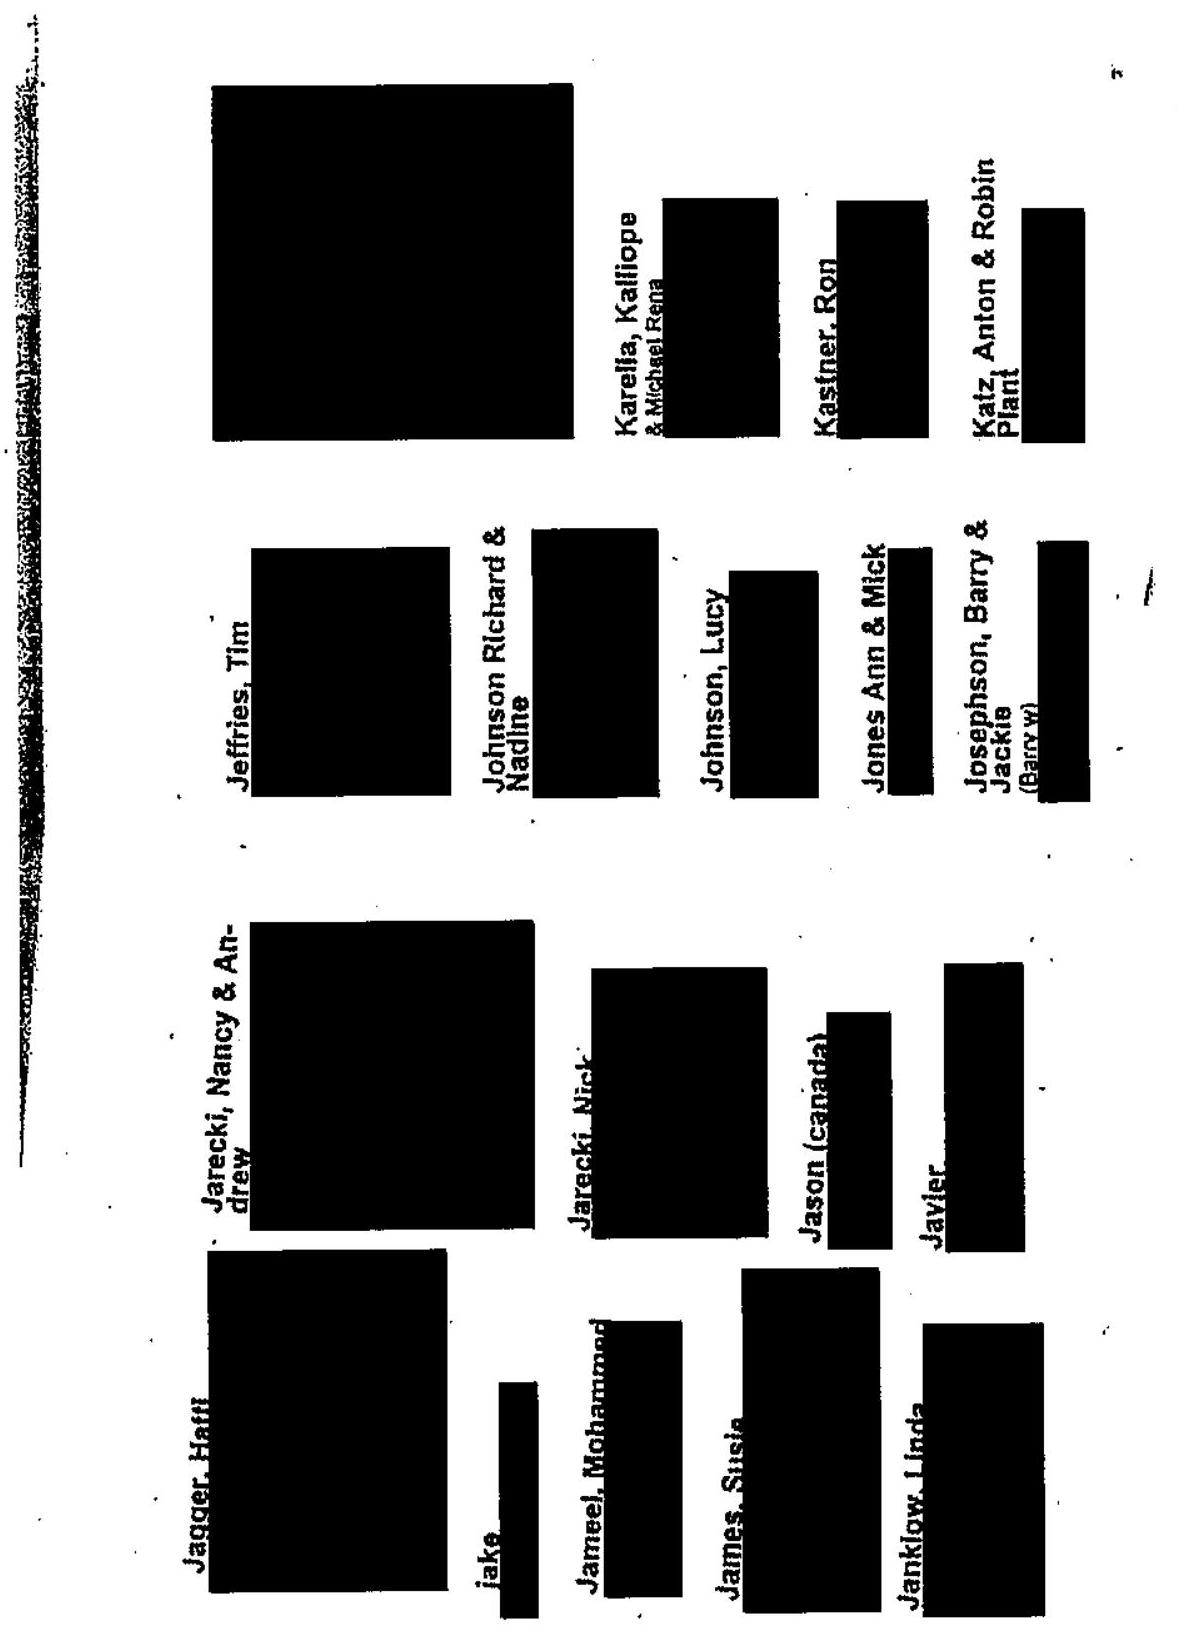 Jagger, Hatti
jake
Jameel, Mohammed
James, Susie
Janklow, Linda
Jarecki, Nancy & An-
drew
Jarecki, Nick
Jason (canada)
Javier
Jeffries, Tim
Johnson Richard &
Nadine
Johnson, Lucy
Jones Ann & Mick
Josephson, Barry &
Jackie
(Barry w)
Karella, Kalliope
& Michael Rena
Kastner, Ron
Katz, Anton & Robin
Plant